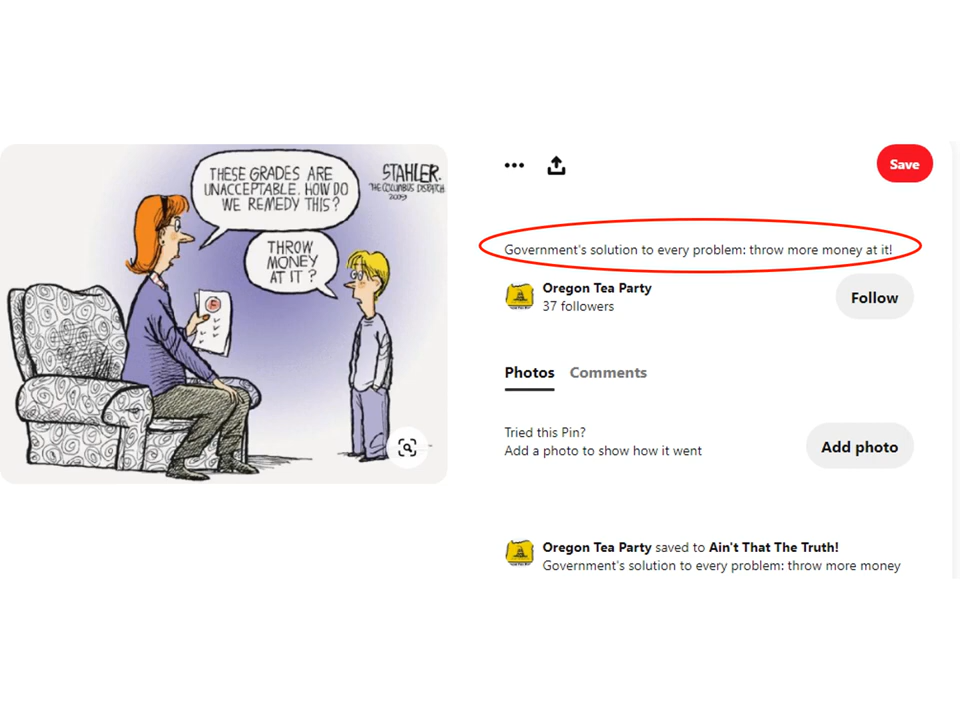 THESE GRADES ARE
UNACCEPTABLE. HOW DO
WE REMEDY THIS?
STAHLER.
THE COLUMBUS DISPATCH
2009
THROW
MONEY
AT IT?
F
Save
Government's solution to every problem: throw more money at it!
Oregon Tea Party
37 followers
Follow
Photos Comments
Tried this Pin?
Add a photo to show how it went
Add photo
Oregon Tea Party saved to Ain't That The Truth!
Government's solution to every problem: throw more money